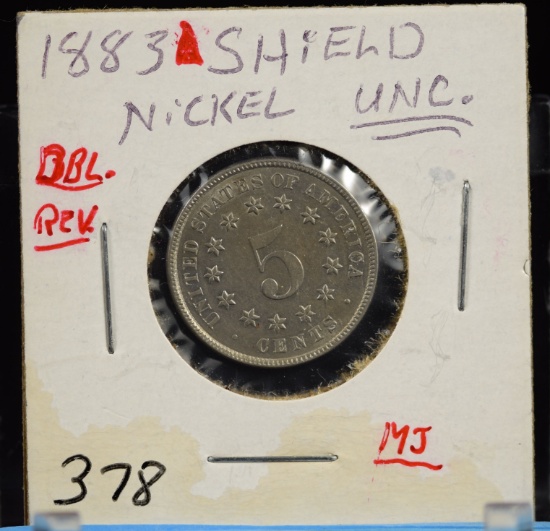 1883 SHiELD
NiCKEL UNC.
DBL.
REV.
UNITED STATES OF AMERICA
5
CENTS
MJ
378